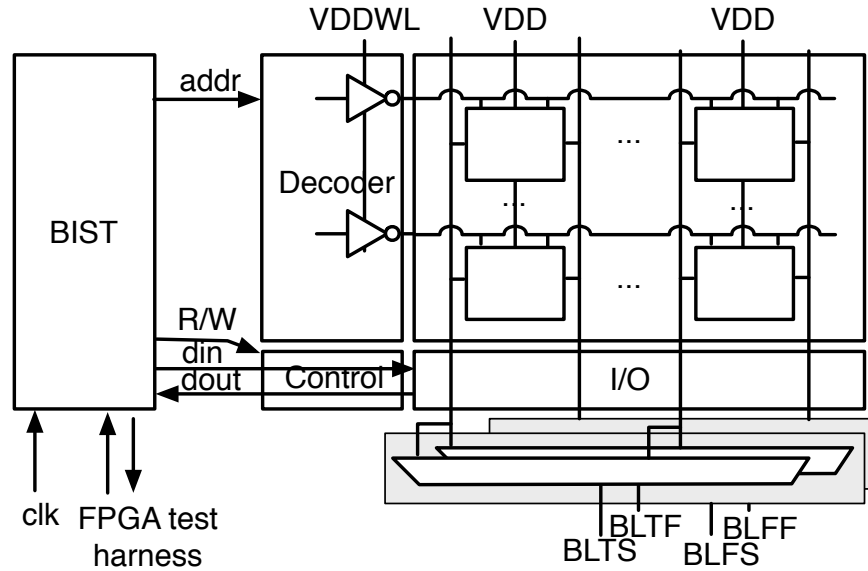 VDDWL
VDD
VDD
addr
Decoder
...
...
...
...
BIST
R/W
din
dout
Control
I/O
clk
FPGA test
harness
BLTS
BLTF
BLFS
BLFF